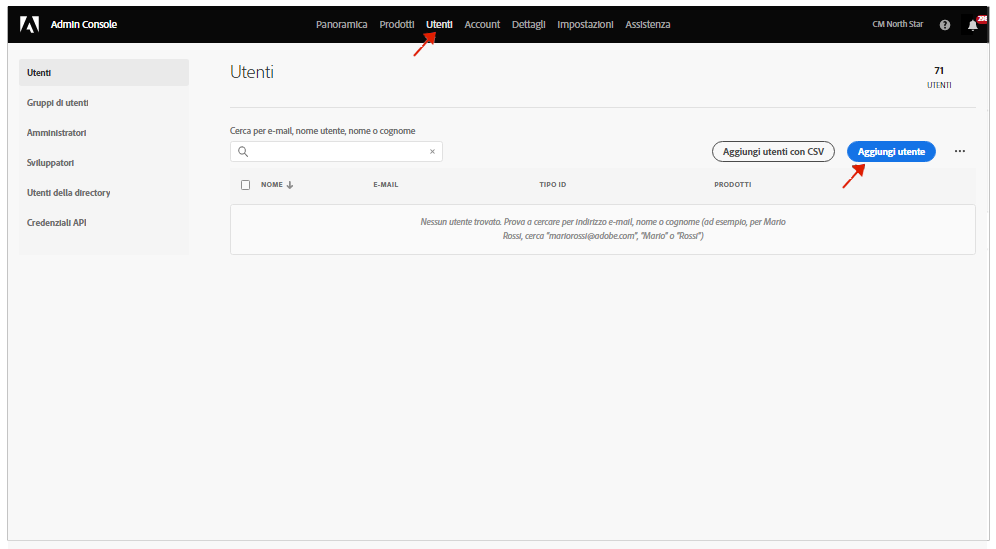 Admin Console
Panoramica Prodotti Utenti Account Dettagli Impostazioni Assistenza
CM North Star
Utenti
Gruppi di utenti
Amministratori
Sviluppatori
Utenti della directory
Credenziali API
Utenti
71
UTENTI
Cerca per e-mail, nome utente, nome o cognome
Aggiungi utenti con CSV
Aggiungi utente
NOME E-MAIL TIPO ID PRODOTTI
Nessun utente trovato. Prova a cercare per indirizzo e-mail, nome o cognome (ad esempio, per Mario
Rossi, cerca "mariorossi@adobe.com", "Mario" o "Rossi")